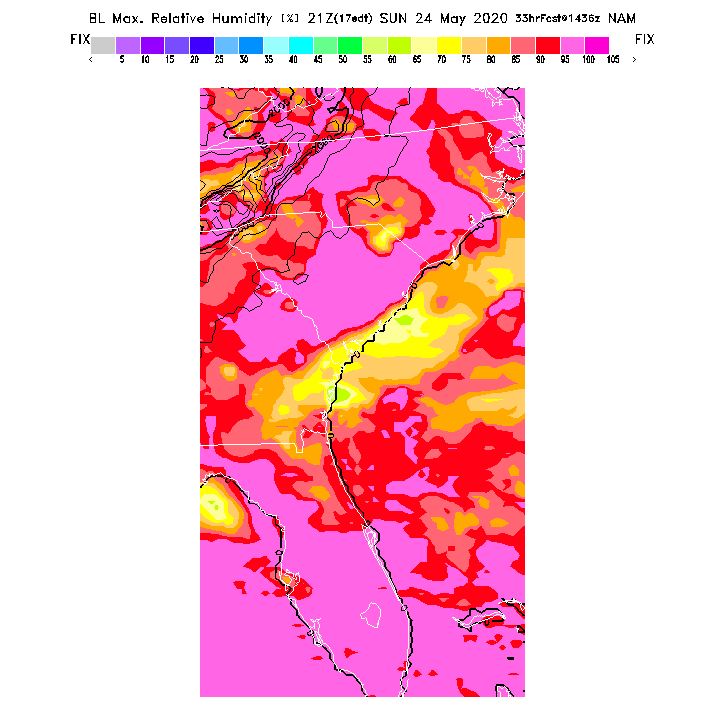 BL Max. Relative Humidity [%] 21Z(17edt) SUN 24 May 2020 33hrFcst@1436z NAM
FIX FIX
< 5 10 15 20 25 30 35 40 45 50 55 60 65 70 75 80 85 90 95 100 105 >